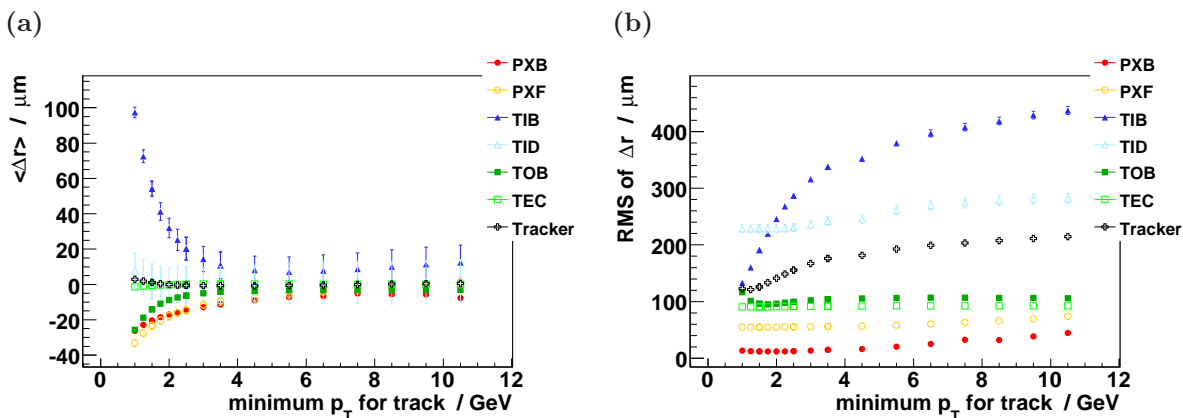 (a)
(b)
<Δr> / μm
100
80
60
40
20
0
-20
-40
0
2
4
6
8
10
12
minimum pT for track / GeV
PXB
PXF
TIB
TID
TOB
TEC
Tracker
RMS of Δr / μm
400
300
200
100
0
0
2
4
6
8
10
12
minimum pT for track / GeV
PXB
PXF
TIB
TID
TOB
TEC
Tracker